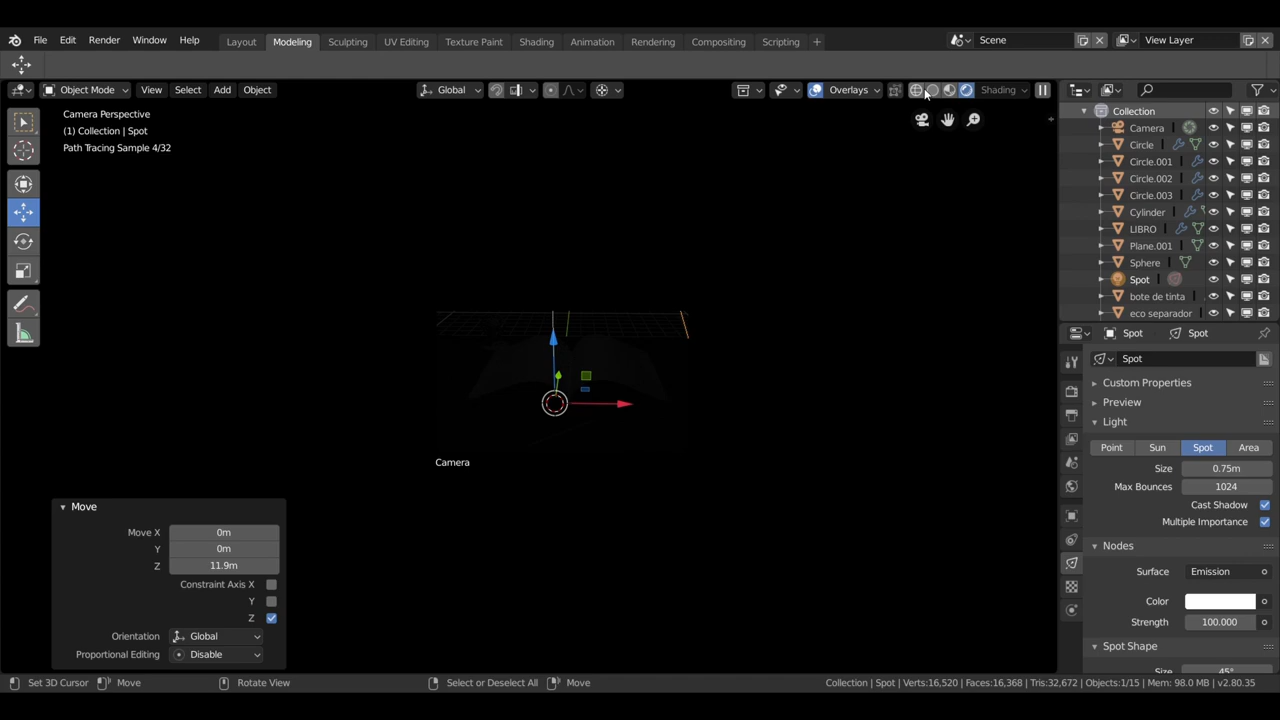 File Edit Render Window Help Layout Modeling Sculpting UV Editing Texture Paint Shading Animation Rendering Compositing Scripting + Scene View Layer
Object Mode View Select Add Object Global Overlays Shading
Camera Perspective
(1) Collection | Spot
Path Tracing Sample 4/32
Collection
Camera
Circle
Circle.001
Circle.002
Circle.003
Cylinder
LIBRO
Plane.001
Sphere
Spot
bote de tinta
eco separador
Spot Spot
Spot
Custom Properties
Preview
Light
Point Sun Spot Area
Size 0.75m
Max Bounces 1024
Cast Shadow
Multiple Importance
Nodes
Surface Emission
Color
Strength 100.000
Spot Shape
Size 45°
Camera
Move
Move X 0m
Y 0m
Z 11.9m
Constraint Axis X
Y
Z
Orientation Global
Proportional Editing Disable
Set 3D Cursor Move Rotate View Select or Deselect All Move Collection | Spot | Verts:16,520 | Faces:16,368 | Tris:32,672 | Objects:1/15 | Mem: 98.0 MB | v2.80.35